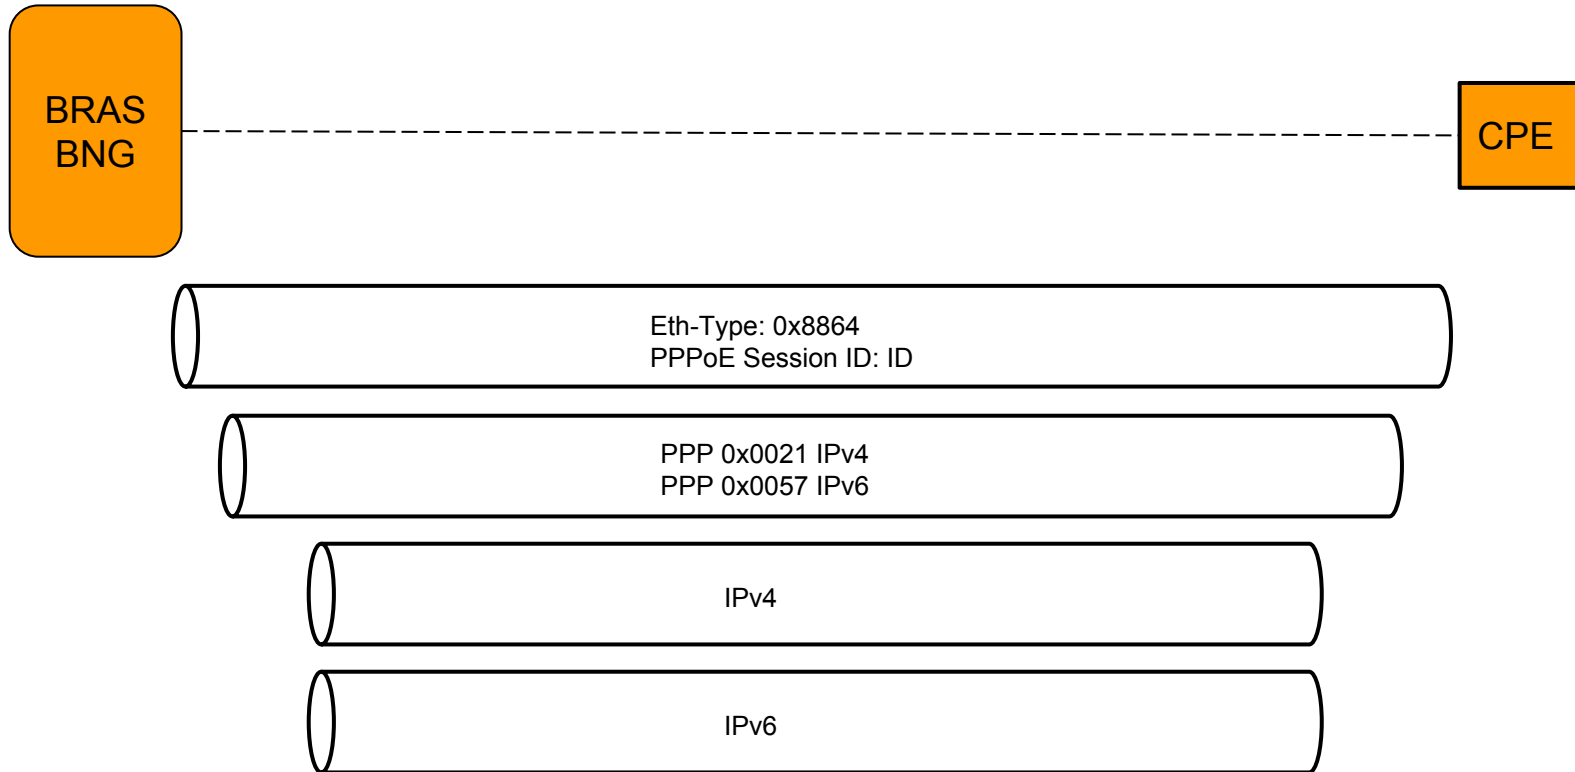 BRAS
BNG
CPE
Eth-Type: 0x8864
PPPoE Session ID: ID
PPP 0x0021 IPv4
PPP 0x0057 IPv6
IPv4
IPv6